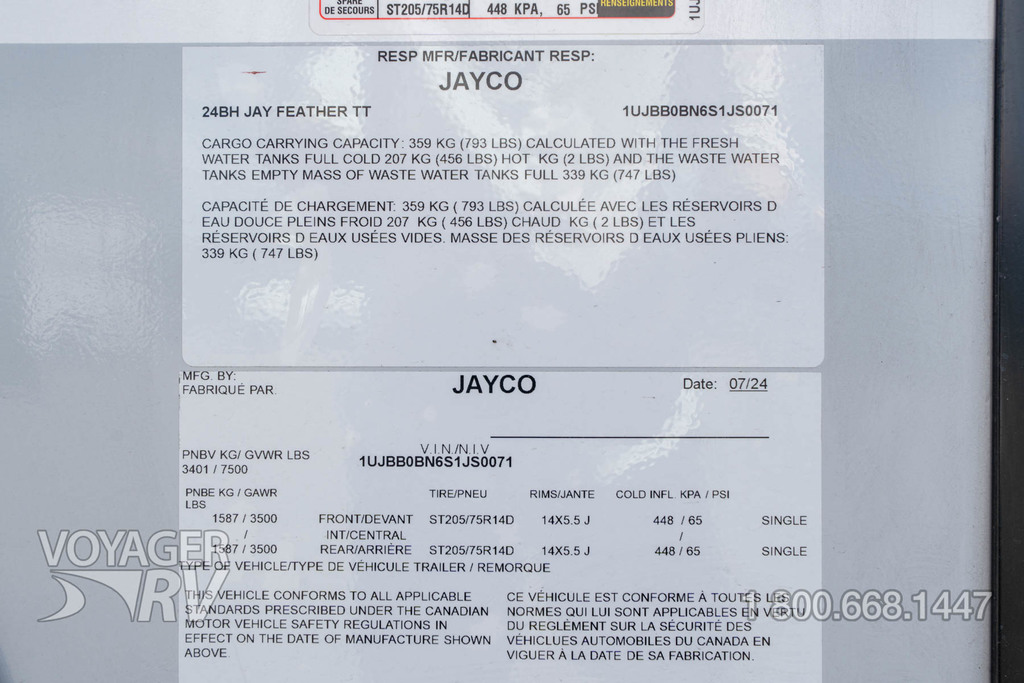 SPARE
DE SECOURS ST205/75R14D 448 KPA, 65 PSI RENSEIGNEMENTS
RESP MFR/FABRICANT RESP:
JAYCO
24BH JAY FEATHER TT 1UJBB0BN6S1JS0071
CARGO CARRYING CAPACITY: 359 KG (793 LBS) CALCULATED WITH THE FRESH
WATER TANKS FULL COLD 207 KG (456 LBS) HOT KG (2 LBS) AND THE WASTE WATER
TANKS EMPTY MASS OF WASTE WATER TANKS FULL 339 KG (747 LBS)
CAPACITÉ DE CHARGEMENT: 359 KG ( 793 LBS) CALCULÉE AVEC LES RÉSERVOIRS D
EAU DOUCE PLEINS FROID 207 KG ( 456 LBS) CHAUD KG ( 2 LBS) ET LES
RÉSERVOIRS D EAUX USÉES VIDES. MASSE DES RÉSERVOIRS D EAUX USÉES PLIENS:
339 KG ( 747 LBS)
MFG. BY: JAYCO Date: 07/24
FABRIQUÉ PAR.
V.I.N./N.I.V
PNBV KG/ GVWR LBS 1UJBB0BN6S1JS0071
3401 / 7500
PNBE KG / GAWR TIRE/PNEU RIMS/JANTE COLD INFL. KPA / PSI
LBS
1587 / 3500 FRONT/DEVANT ST205/75R14D 14X5.5 J 448 / 65 SINGLE
/ INT/CENTRAL /
1587 / 3500 REAR/ARRIÈRE ST205/75R14D 14X5.5 J 448 / 65 SINGLE
TYPE OF VEHICLE/TYPE DE VÉHICULE TRAILER / REMORQUE
THIS VEHICLE CONFORMS TO ALL APPLICABLE
STANDARDS PRESCRIBED UNDER THE CANADIAN
MOTOR VEHICLE SAFETY REGULATIONS IN
EFFECT ON THE DATE OF MANUFACTURE SHOWN
ABOVE.
CE VÉHICULE EST CONFORME À TOUTES LES
NORMES QUI LUI SONT APPLICABLES EN VERTU
DU REGLÉMENT SUR LA SÉCURITÉ DES
VÉHICLUES AUTOMOBILES DU CANADA EN
VIGUER À LA DATE DE SA FABRICATION.
VOYAGER
RV
1-800.668.1447